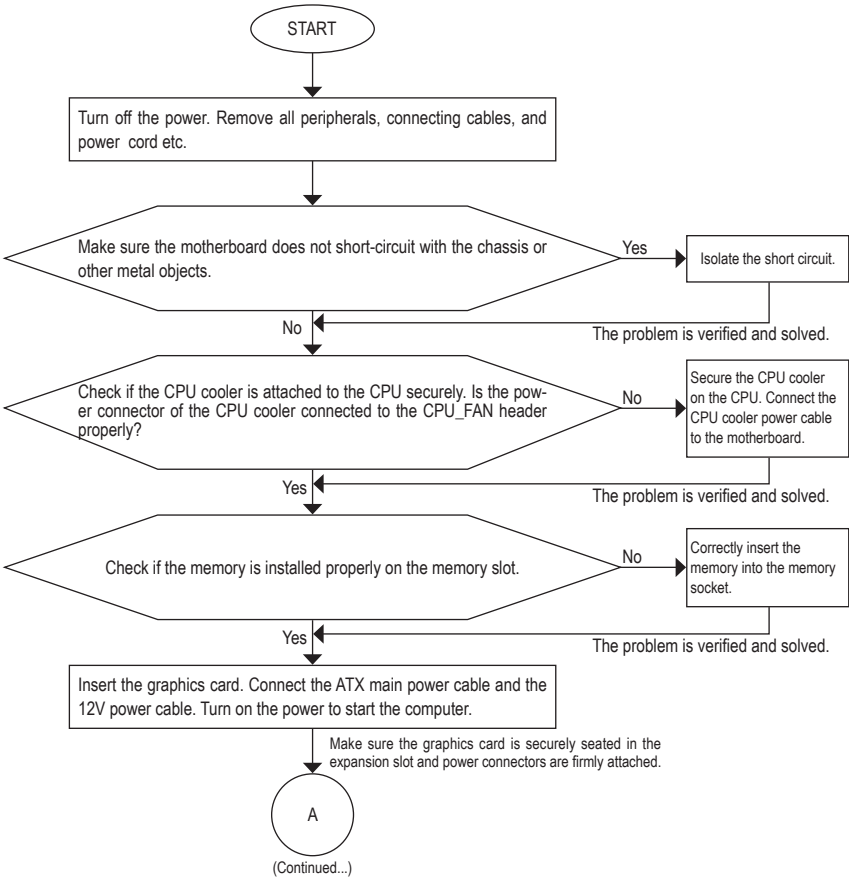 START
Turn off the power. Remove all peripherals, connecting cables, and
power cord etc.
Make sure the motherboard does not short-circuit with the chassis or
other metal objects.
Yes
Isolate the short circuit.
No
The problem is verified and solved.
Check if the CPU cooler is attached to the CPU securely. Is the pow-
er connector of the CPU cooler connected to the CPU_FAN header
properly?
No
Secure the CPU cooler
on the CPU. Connect the
CPU cooler power cable
to the motherboard.
Yes
The problem is verified and solved.
Check if the memory is installed properly on the memory slot.
No
Correctly insert the
memory into the memory
socket.
Yes
The problem is verified and solved.
Insert the graphics card. Connect the ATX main power cable and the
12V power cable. Turn on the power to start the computer.
Make sure the graphics card is securely seated in the
expansion slot and power connectors are firmly attached.
A
(Continued...)